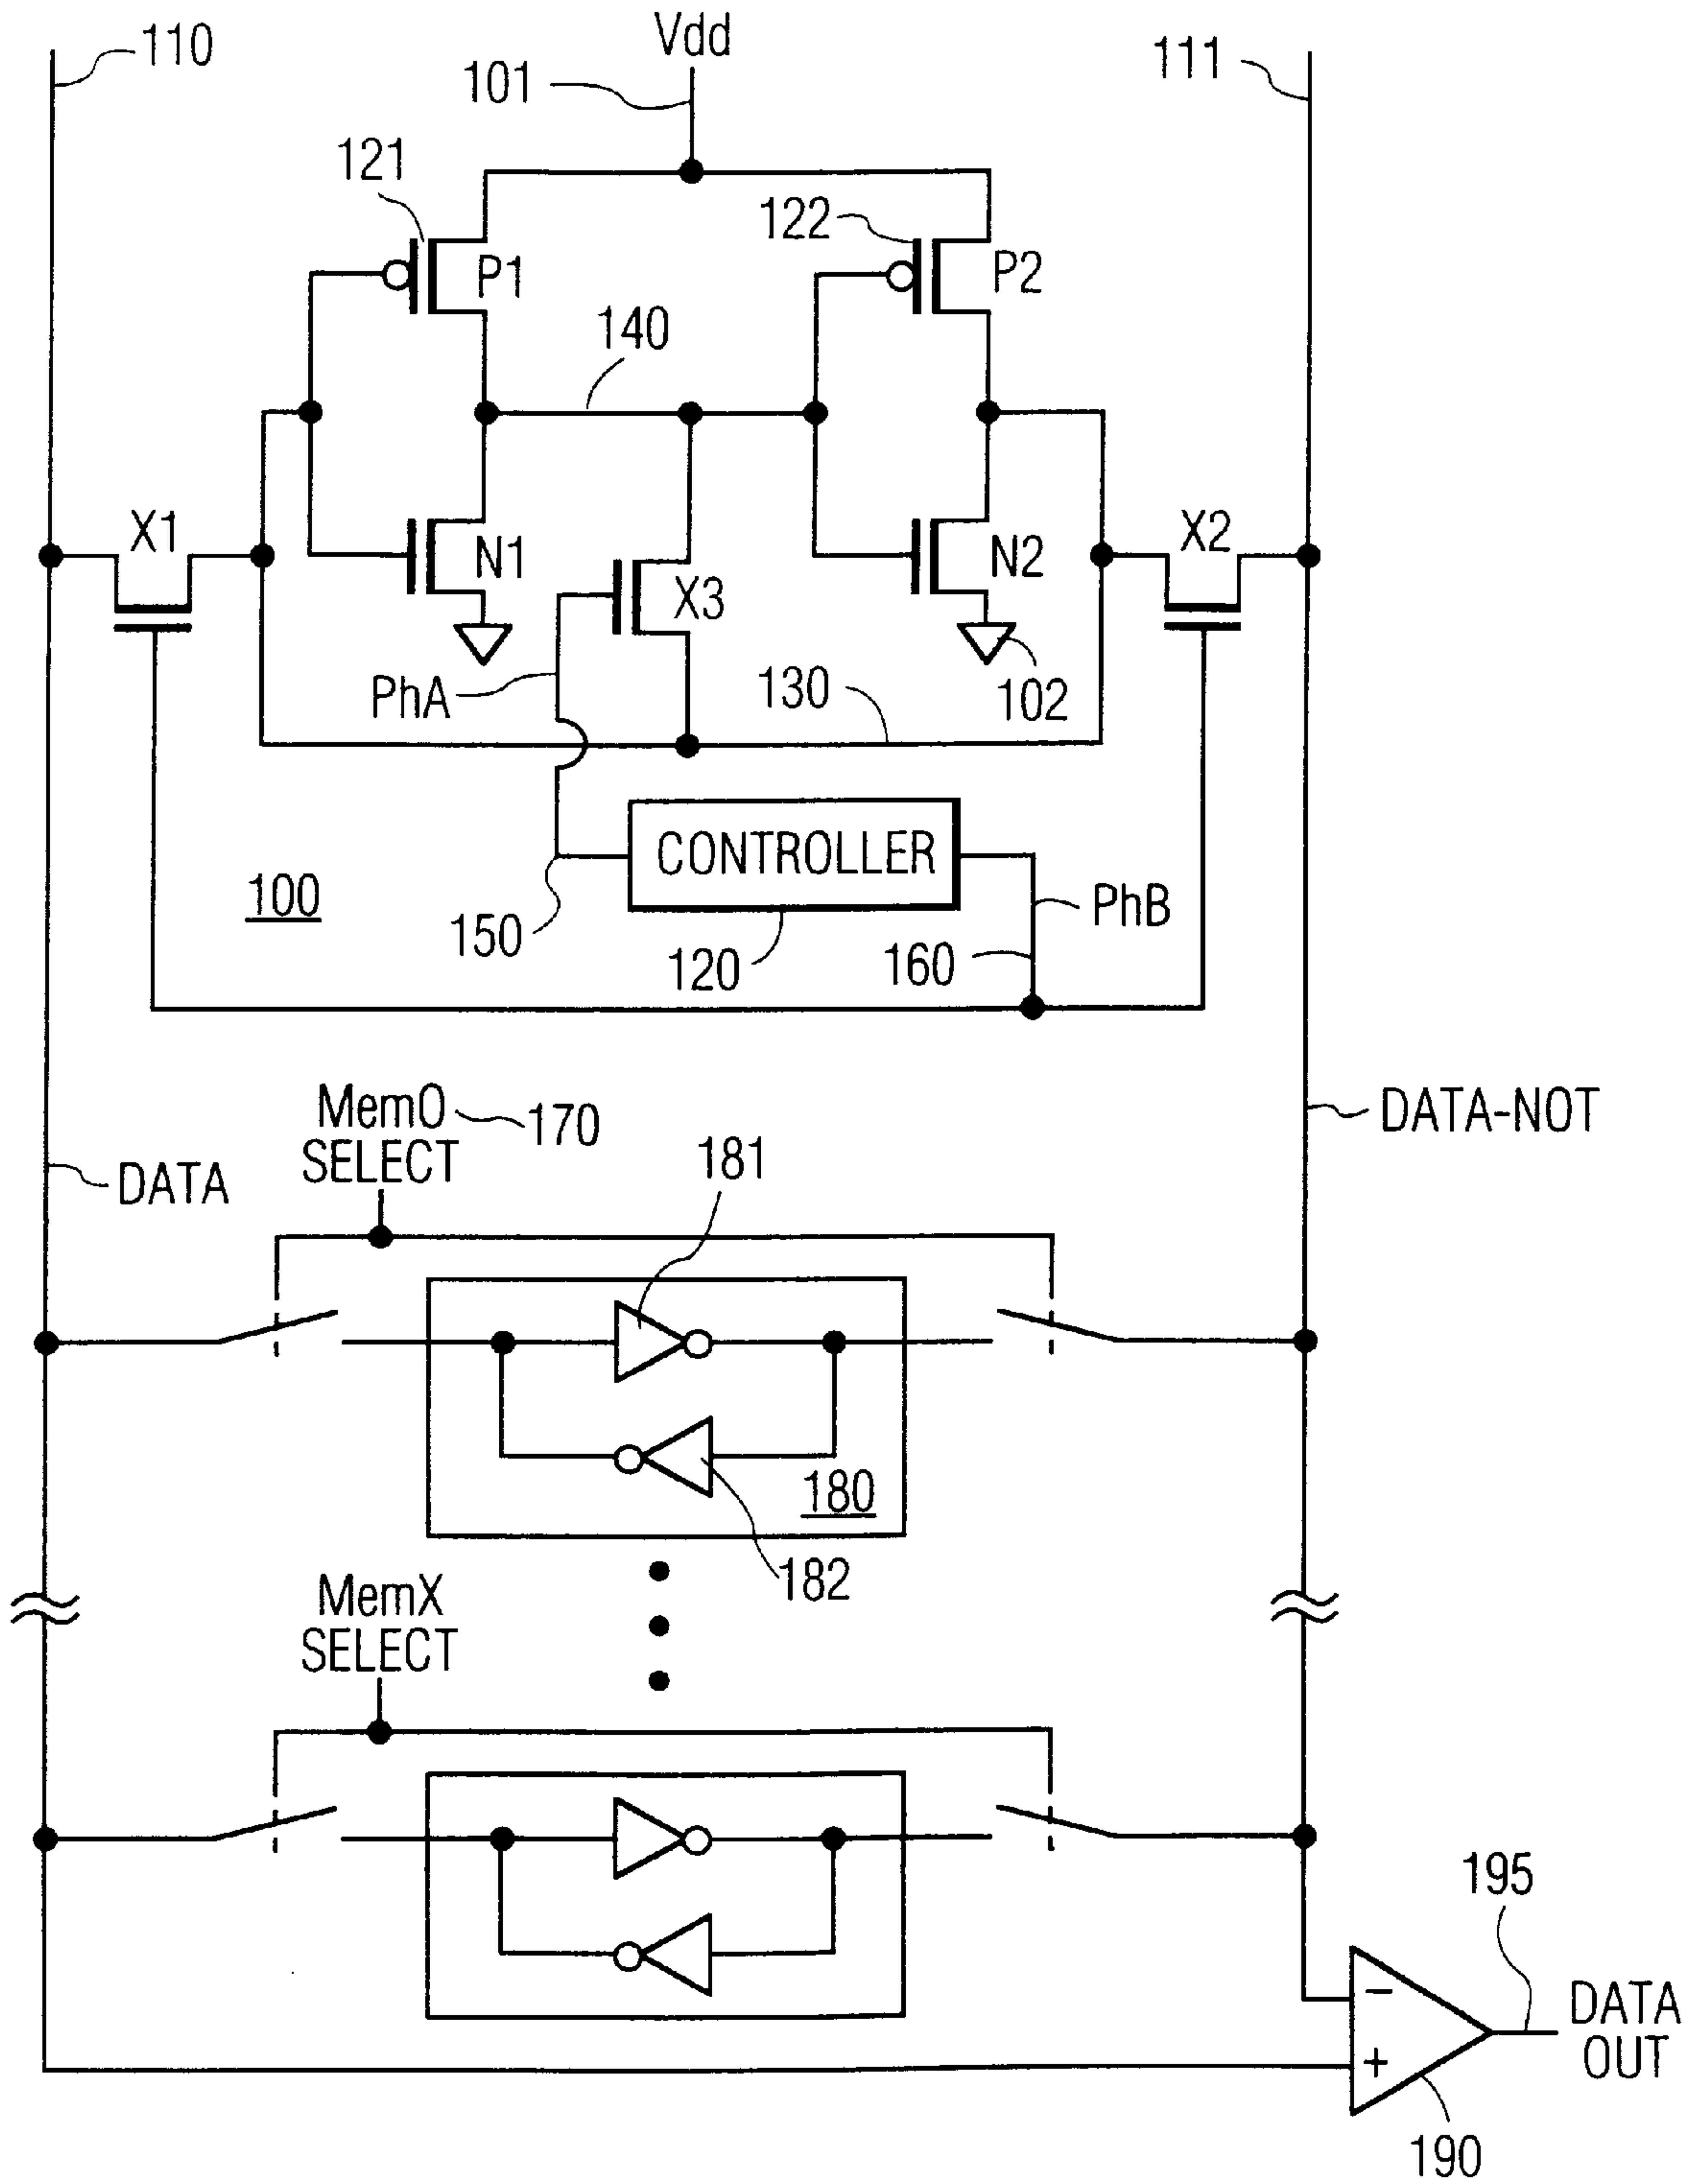 110
Vdd
111
101
121
122
P1
P2
140
X1
N1
X3
N2
X2
PhA
130
102
CONTROLLER
100
150
120
160
PhB
MemO
SELECT
170
DATA-NOT
DATA
181
180
182
MemX
SELECT
195
−
+
DATA
OUT
190